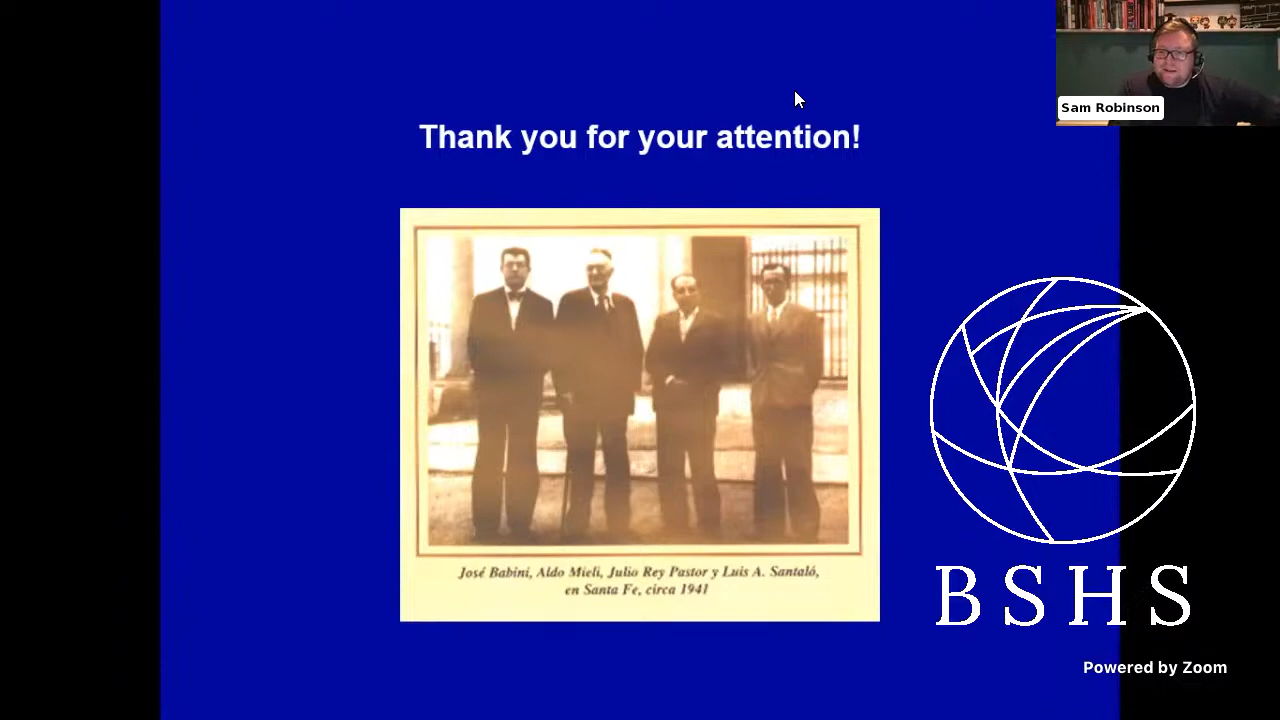 Thank you for your attention!
Sam Robinson
José Babini, Aldo Mieli, Julio Rey Pastor y Luis A. Santaló,
en Santa Fe, circa 1941
BSHS
Powered by Zoom